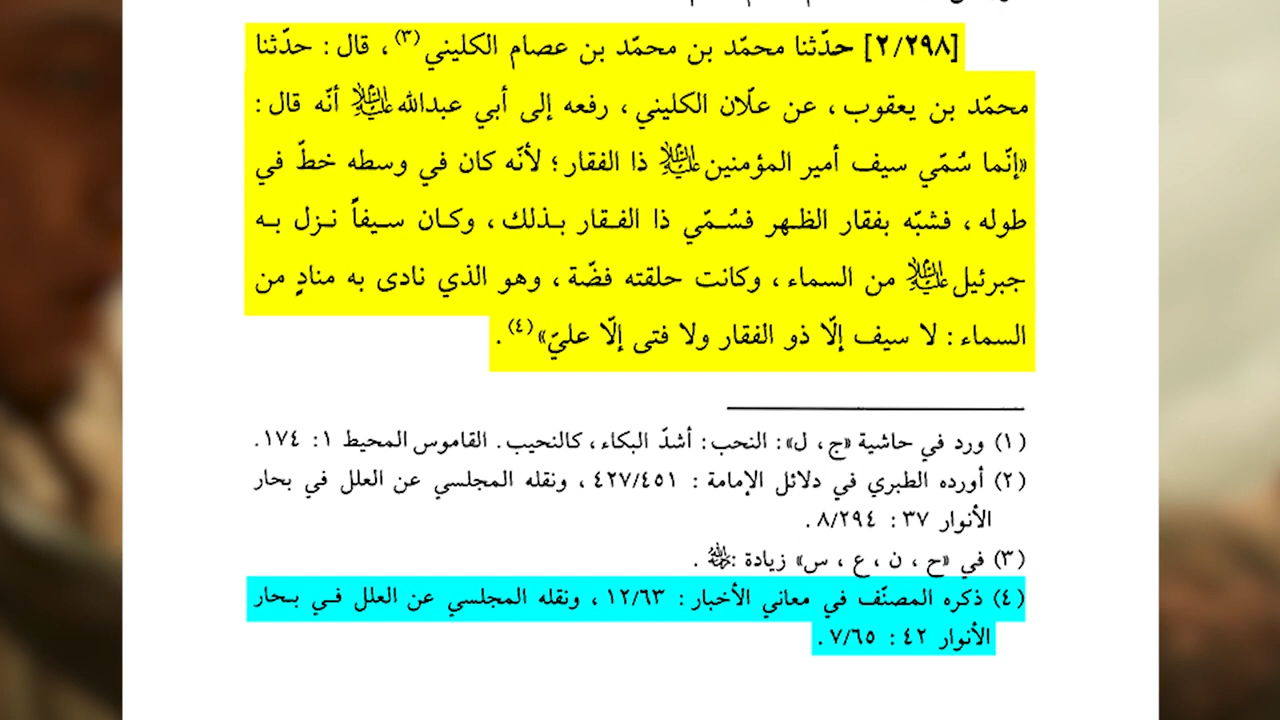 [٢/٢٩٨] حدّثنا محمّد بن محمّد بن عصام الكليني(٣)، قال: حدّثنا
محمّد بن يعقوب، عن علّان الكليني، رفعه إلى أبي عبدالله عليه السلام أنّه قال:
«إنّما سُمّي سيف أمير المؤمنين عليه السلام ذا الفقار؛ لأنّه كان في وسطه خطّ في
طوله، فشبّه بفقار الظهر فسُمّي ذا الفقار بذلك، وكان سيفاً نزل به
جبرئيل عليه السلام من السماء، وكانت حلقته فضّة، وهو الذي نادى به منادٍ من
السماء: لا سيف إلّا ذو الفقار ولا فتى إلّا عليّ»(٤).
(١) ورد في حاشية «ج، ل»: النحب: أشدّ البكاء، كالنحيب. القاموس المحيط ١: ١٧٤.
(٢) أورده الطبري في دلائل الإمامة: ٤٢٧/٤٥١، ونقله المجلسي عن العلل في بحار
الأنوار ٣٧: ٨/٢٩٤.
(٣) في «ح، ن، ع، س» زيادة: .
(٤) ذكره المصنّف في معاني الأخبار: ١٢/٦٣، ونقله المجلسي عن العلل في بحار
الأنوار ٤٢: ٧/٦٥.